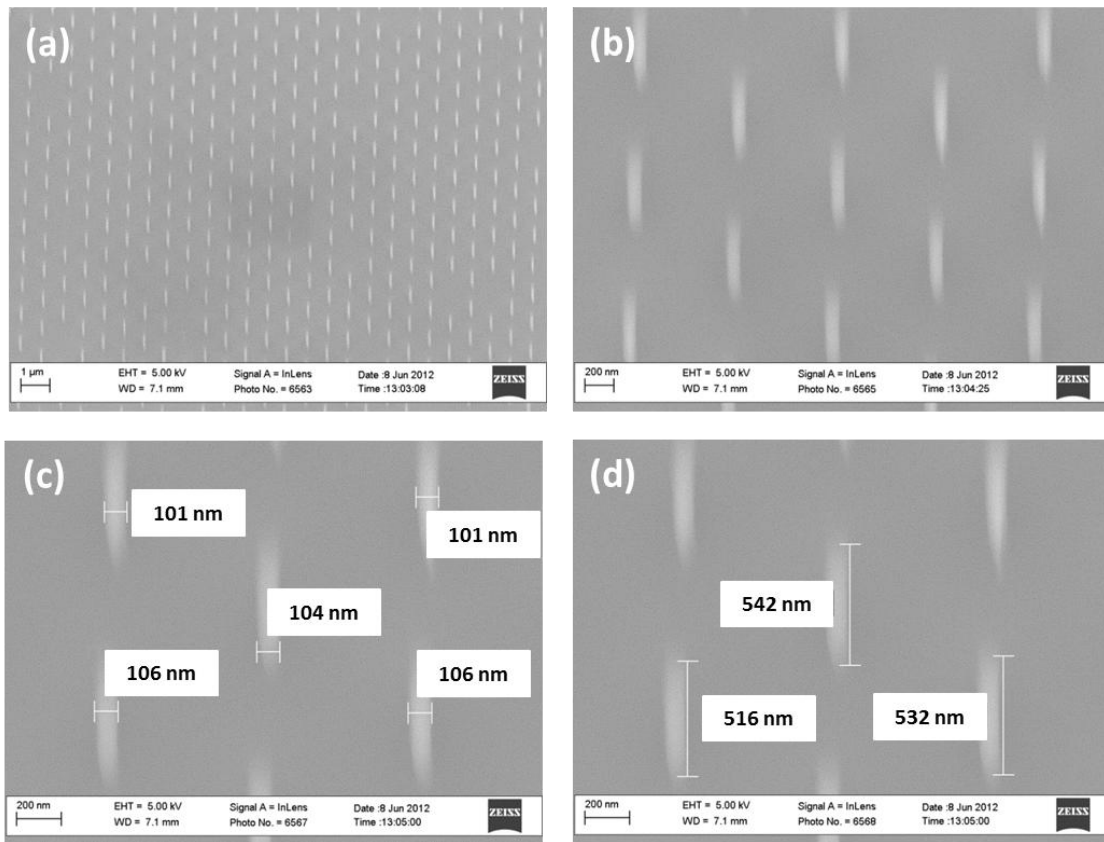 (a)
1 µm
EHT = 5.00 kV
WD = 7.1 mm
Signal A = InLens
Photo No. = 6563
Date :8 Jun 2012
Time :13:03:08
ZEISS
(b)
200 nm
EHT = 5.00 kV
WD = 7.1 mm
Signal A = InLens
Photo No. = 6565
Date :8 Jun 2012
Time :13:04:25
ZEISS
(c)
101 nm
101 nm
104 nm
106 nm
106 nm
200 nm
EHT = 5.00 kV
WD = 7.1 mm
Signal A = InLens
Photo No. = 6567
Date :8 Jun 2012
Time :13:05:00
ZEISS
(d)
542 nm
516 nm
532 nm
200 nm
EHT = 5.00 kV
WD = 7.1 mm
Signal A = InLens
Photo No. = 6568
Date :8 Jun 2012
Time :13:05:00
ZEISS